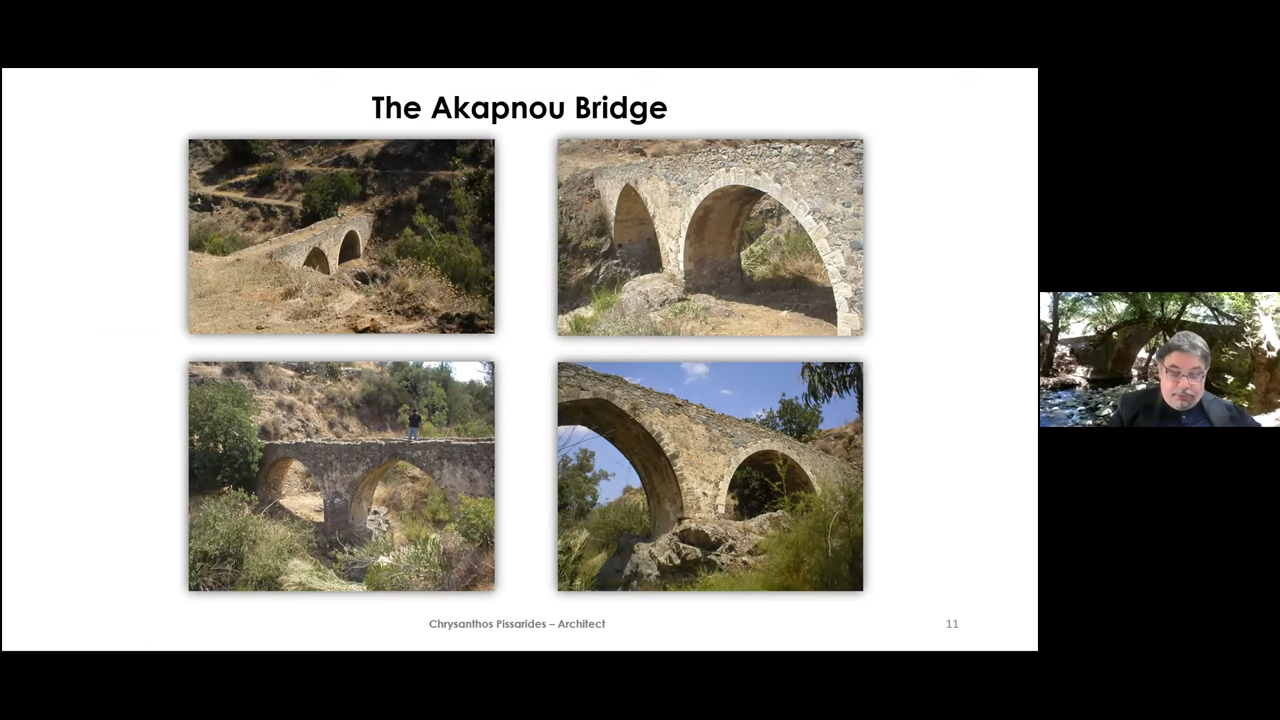 The Akapnou Bridge
Chrysanthos Pissarides – Architect
11